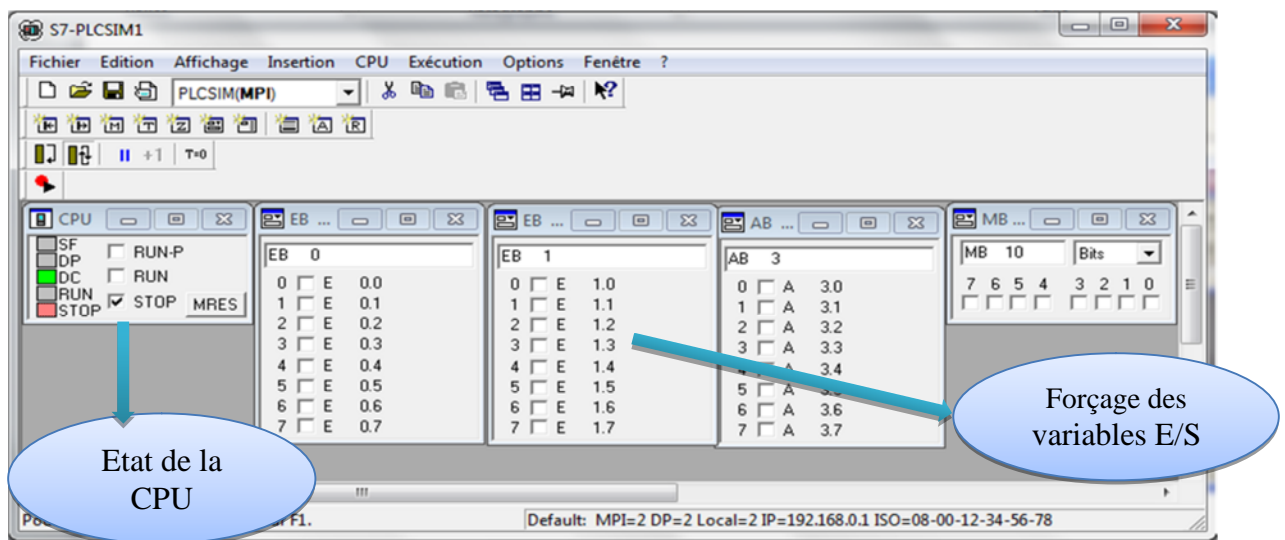 S7-PLCSIM1
Fichier Edition Affichage Insertion CPU Exécution Options Fenêtre ?
PLCSIM(MPI)
+1 T=0
CPU
SF
DP
DC
RUN
STOP
RUN-P
RUN
STOP
MRES
EB ...
EB 0
0 E 0.0
1 E 0.1
2 E 0.2
3 E 0.3
4 E 0.4
5 E 0.5
6 E 0.6
7 E 0.7
EB ...
EB 1
0 E 1.0
1 E 1.1
2 E 1.2
3 E 1.3
4 E 1.4
5 E 1.5
6 E 1.6
7 E 1.7
AB ...
AB 3
0 A 3.0
1 A 3.1
2 A 3.2
3 A 3.3
A 3.4
5 A
6 A 3.6
7 A 3.7
MB ...
MB 10 Bits
7 6 5 4 3 2 1 0
Etat de la
CPU
Forçage des
variables E/S
F1.
Default: MPI=2 DP=2 Local=2 IP=192.168.0.1 ISO=08-00-12-34-56-78